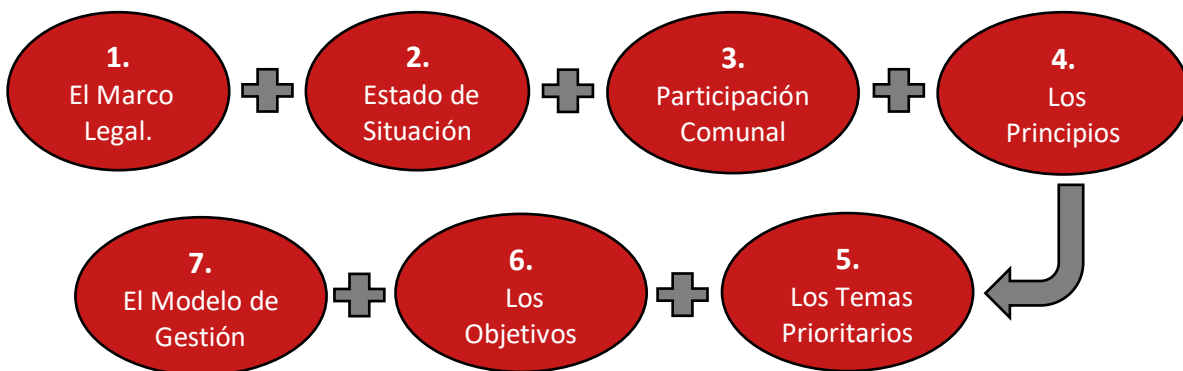 1.
El Marco
Legal.
2.
Estado de
Situación
3.
Participación
Comunal
4.
Los
Principios
5.
Los Temas
Prioritarios
6.
Los
Objetivos
7.
El Modelo de
Gestión